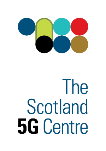 The
Scotland
5G Centre